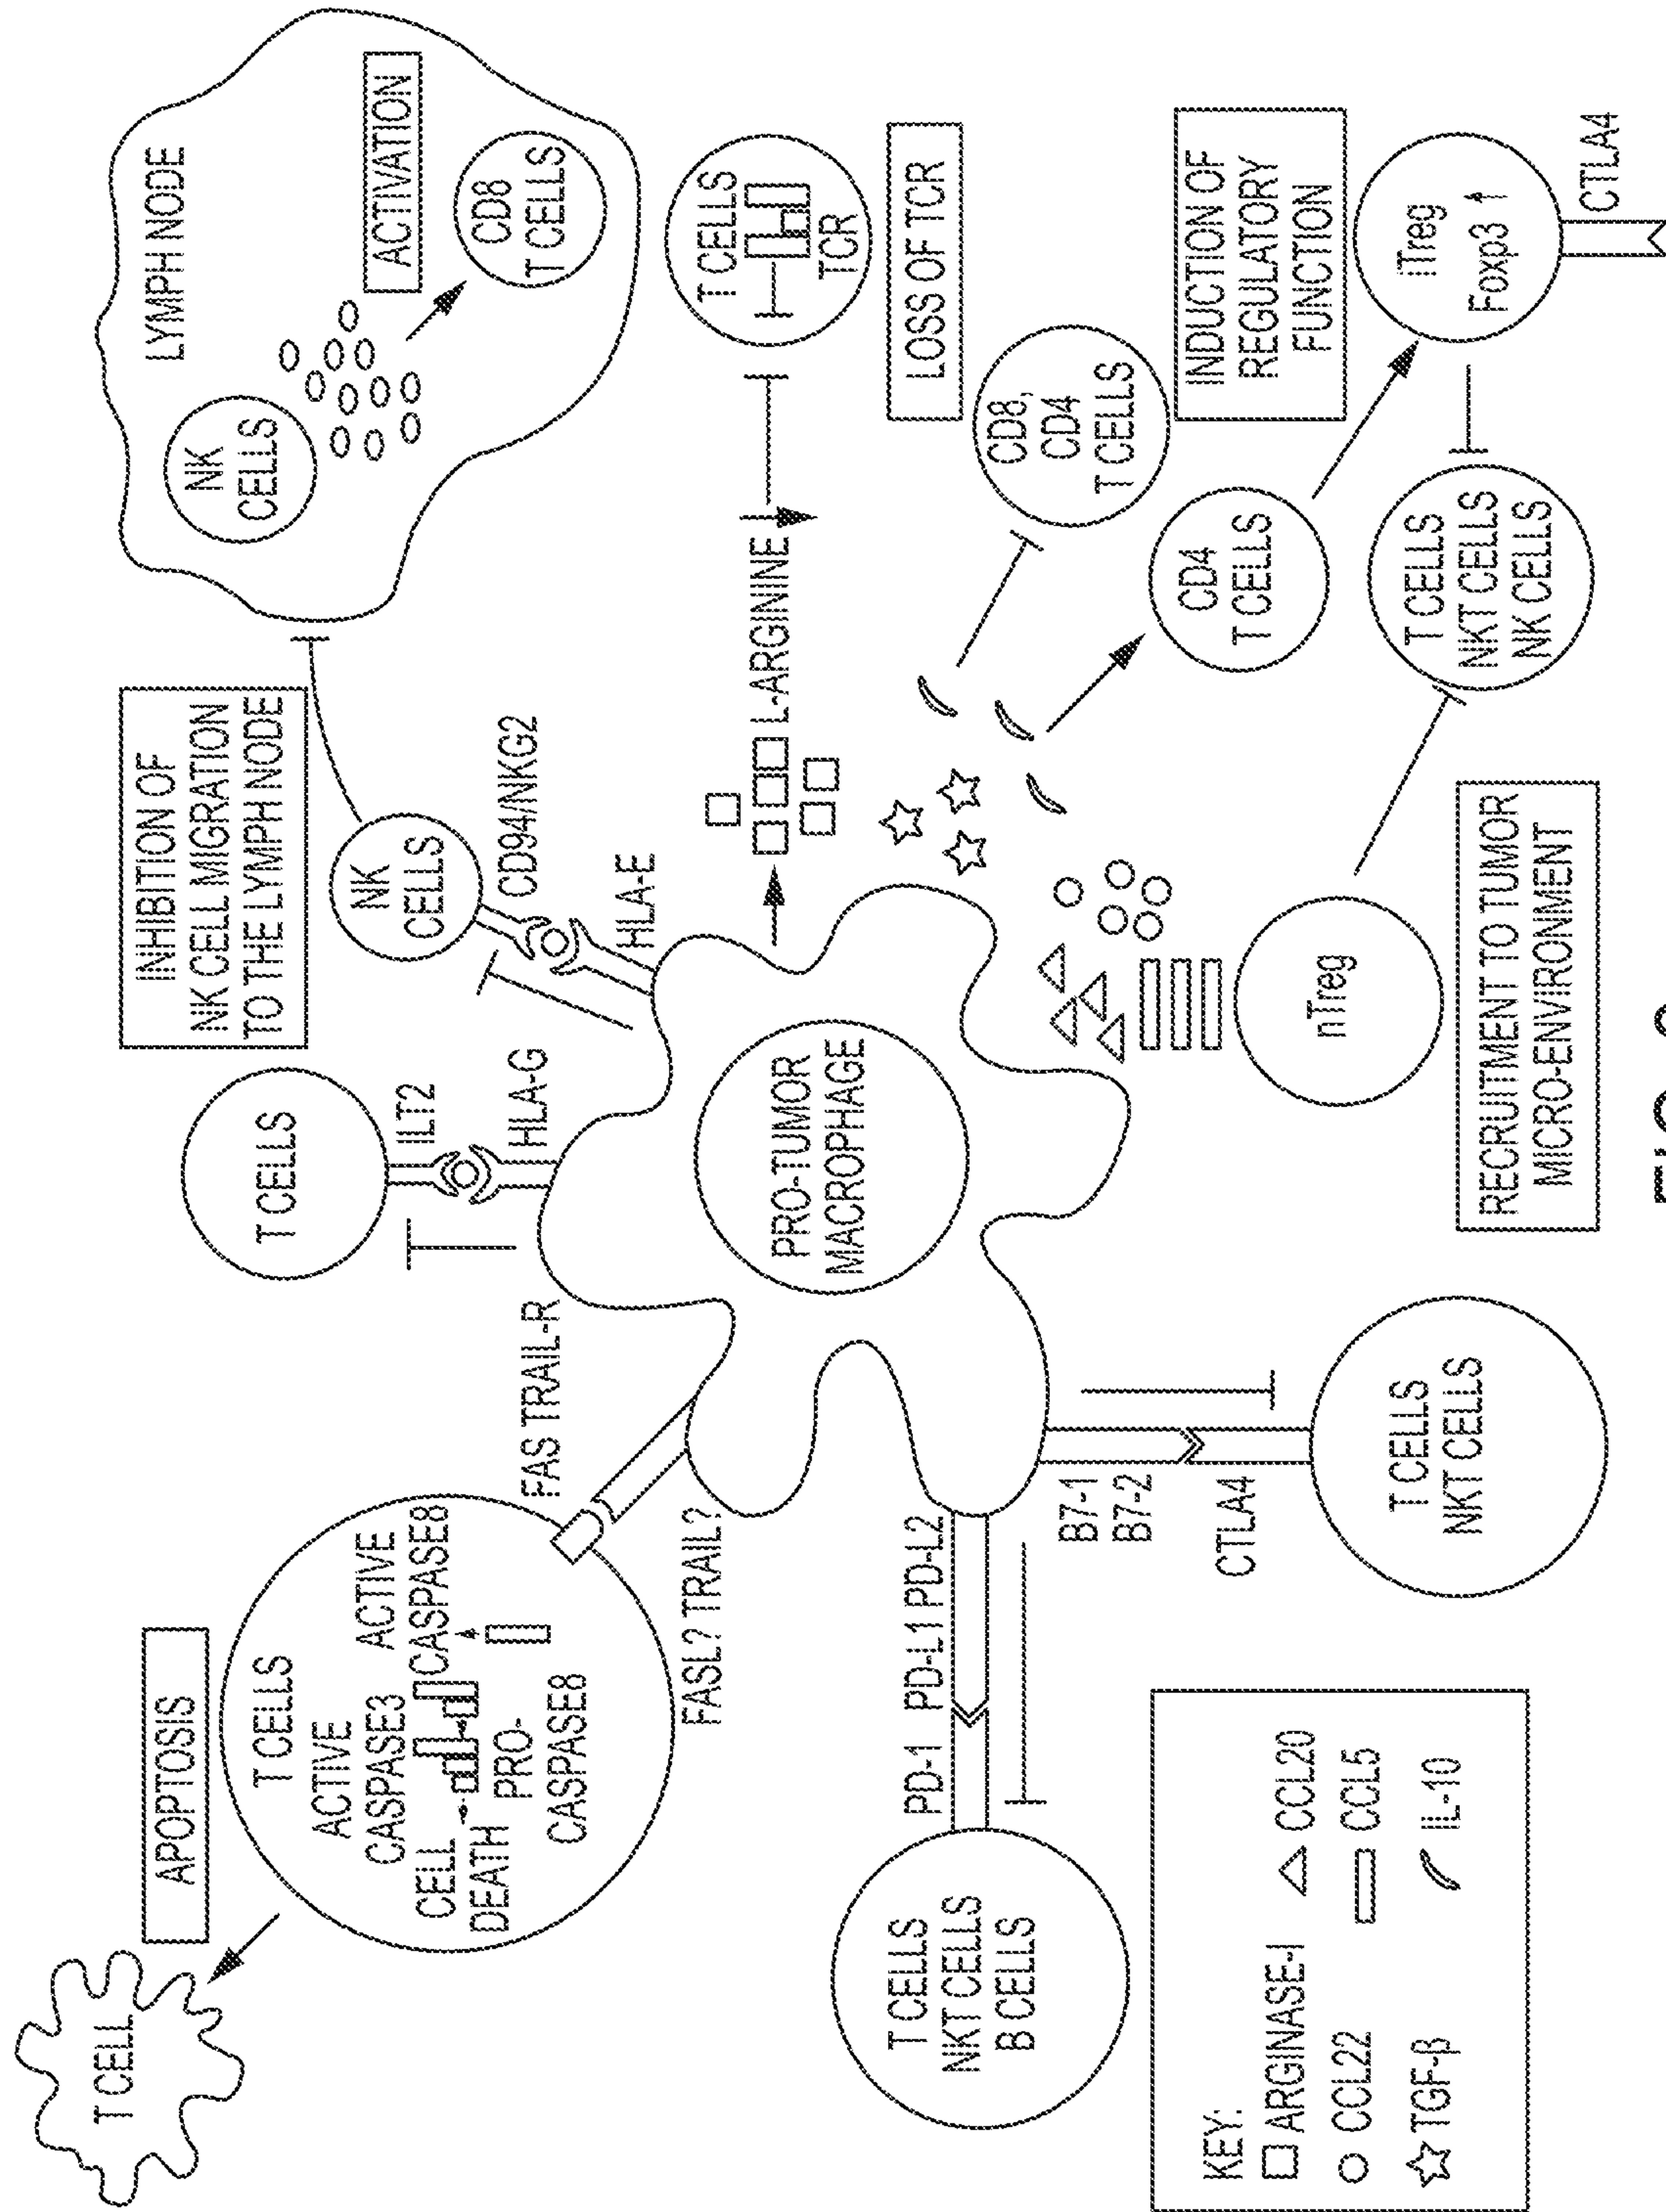 T CELL
APOPTOSIS
T CELLS
ACTIVE
CASPASE3
ACTIVE
CASPASE8
CELL
DEATH
PRO-
CASPASE8
FAS TRAIL-R
FASL? TRAIL?
T CELLS
ILT2
HLA-G
INHIBITION OF
NK CELL MIGRATION
TO THE LYMPH NODE
NK
CELLS
CD94/NKG2
HLA-E
LYMPH NODE
NK
CELLS
ACTIVATION
CD8
T CELLS
PRO-TUMOR
MACROPHAGE
L-ARGININE
T CELLS
TCR
LOSS OF TCR
CD8,
CD4
T CELLS
INDUCTION OF
REGULATORY
FUNCTION
CD4
T CELLS
iTreg
Foxp3 ↑
CTLA4
T CELLS
NKT CELLS
NK CELLS
nTreg
RECRUITMENT TO TUMOR
MICRO-ENVIRONMENT
PD-1 PD-L1 PD-L2
T CELLS
NKT CELLS
B CELLS
B7-1
B7-2
CTLA4
T CELLS
NKT CELLS
KEY:
ARGINASE-I
CCL20
CCL22
CCL5
TGF-β
IL-10